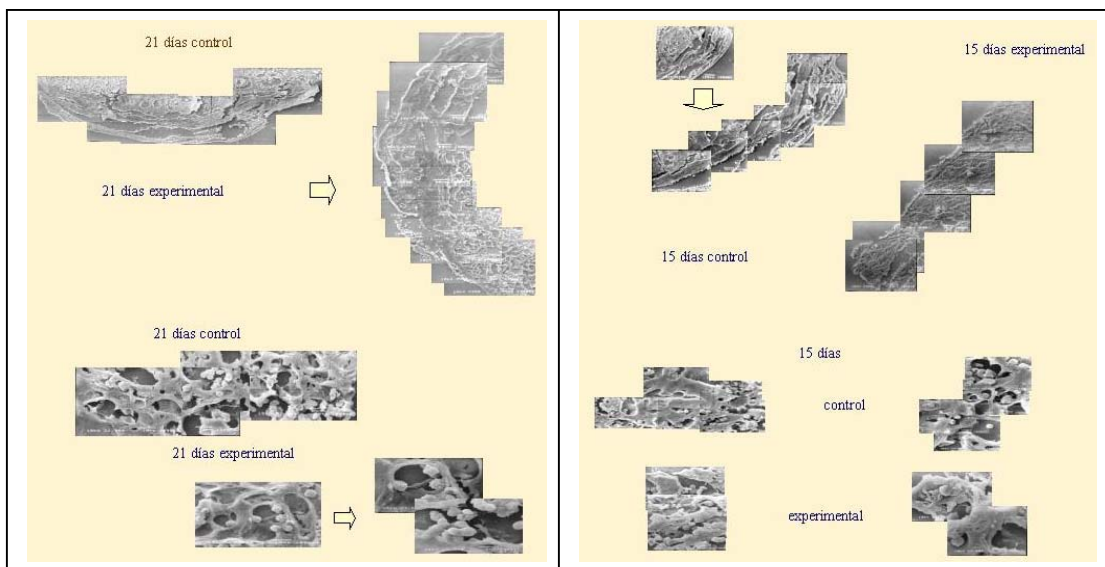 21 días control
21 días experimental
21 días control
21 días experimental
15 días experimental
15 días control
15 días
control
experimental